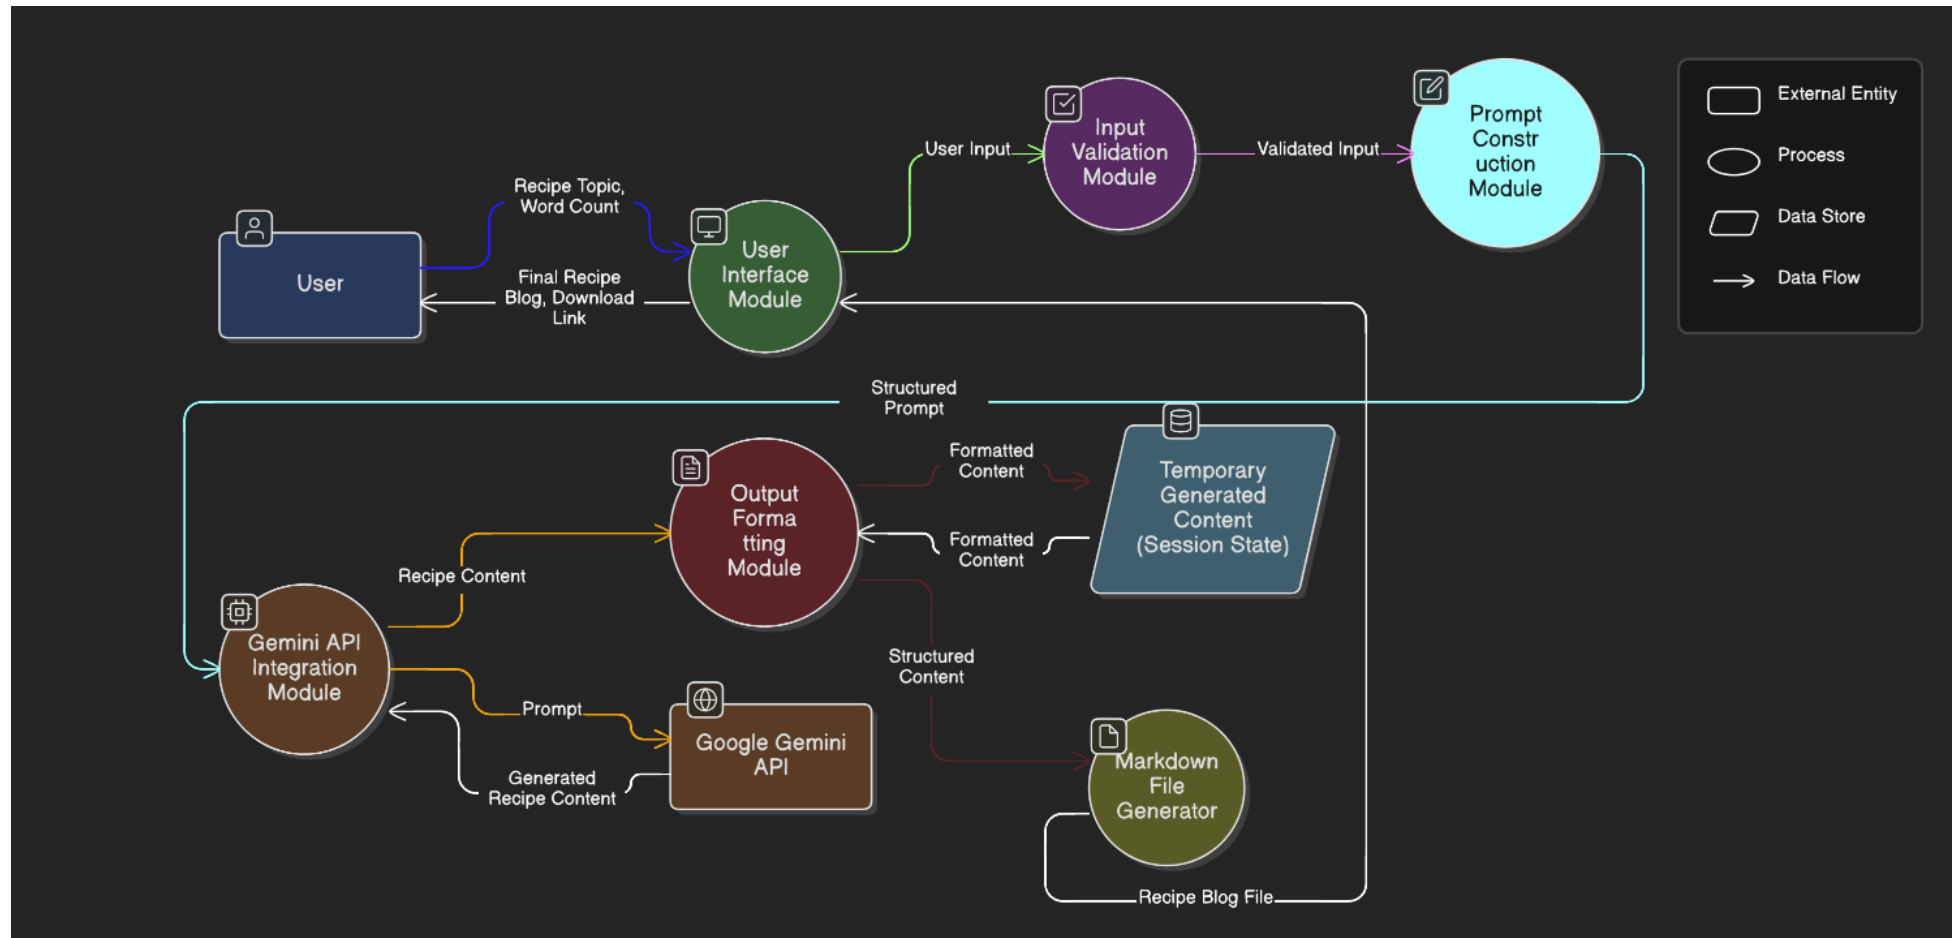 External Entity
Process
Data Store
Data Flow
User
Recipe Topic,
Word Count
Final Recipe
Blog, Download
Link
User
Interface
Module
User Input
Input
Validation
Module
Validated Input
Prompt
Constr
uction
Module
Structured
Prompt
Gemini API
Integration
Module
Recipe Content
Prompt
Generated
Recipe Content
Google Gemini
API
Output
Forma
tting
Module
Formatted
Content
Formatted
Content
Temporary
Generated
Content
(Session State)
Structured
Content
Markdown
File
Generator
Recipe Blog File